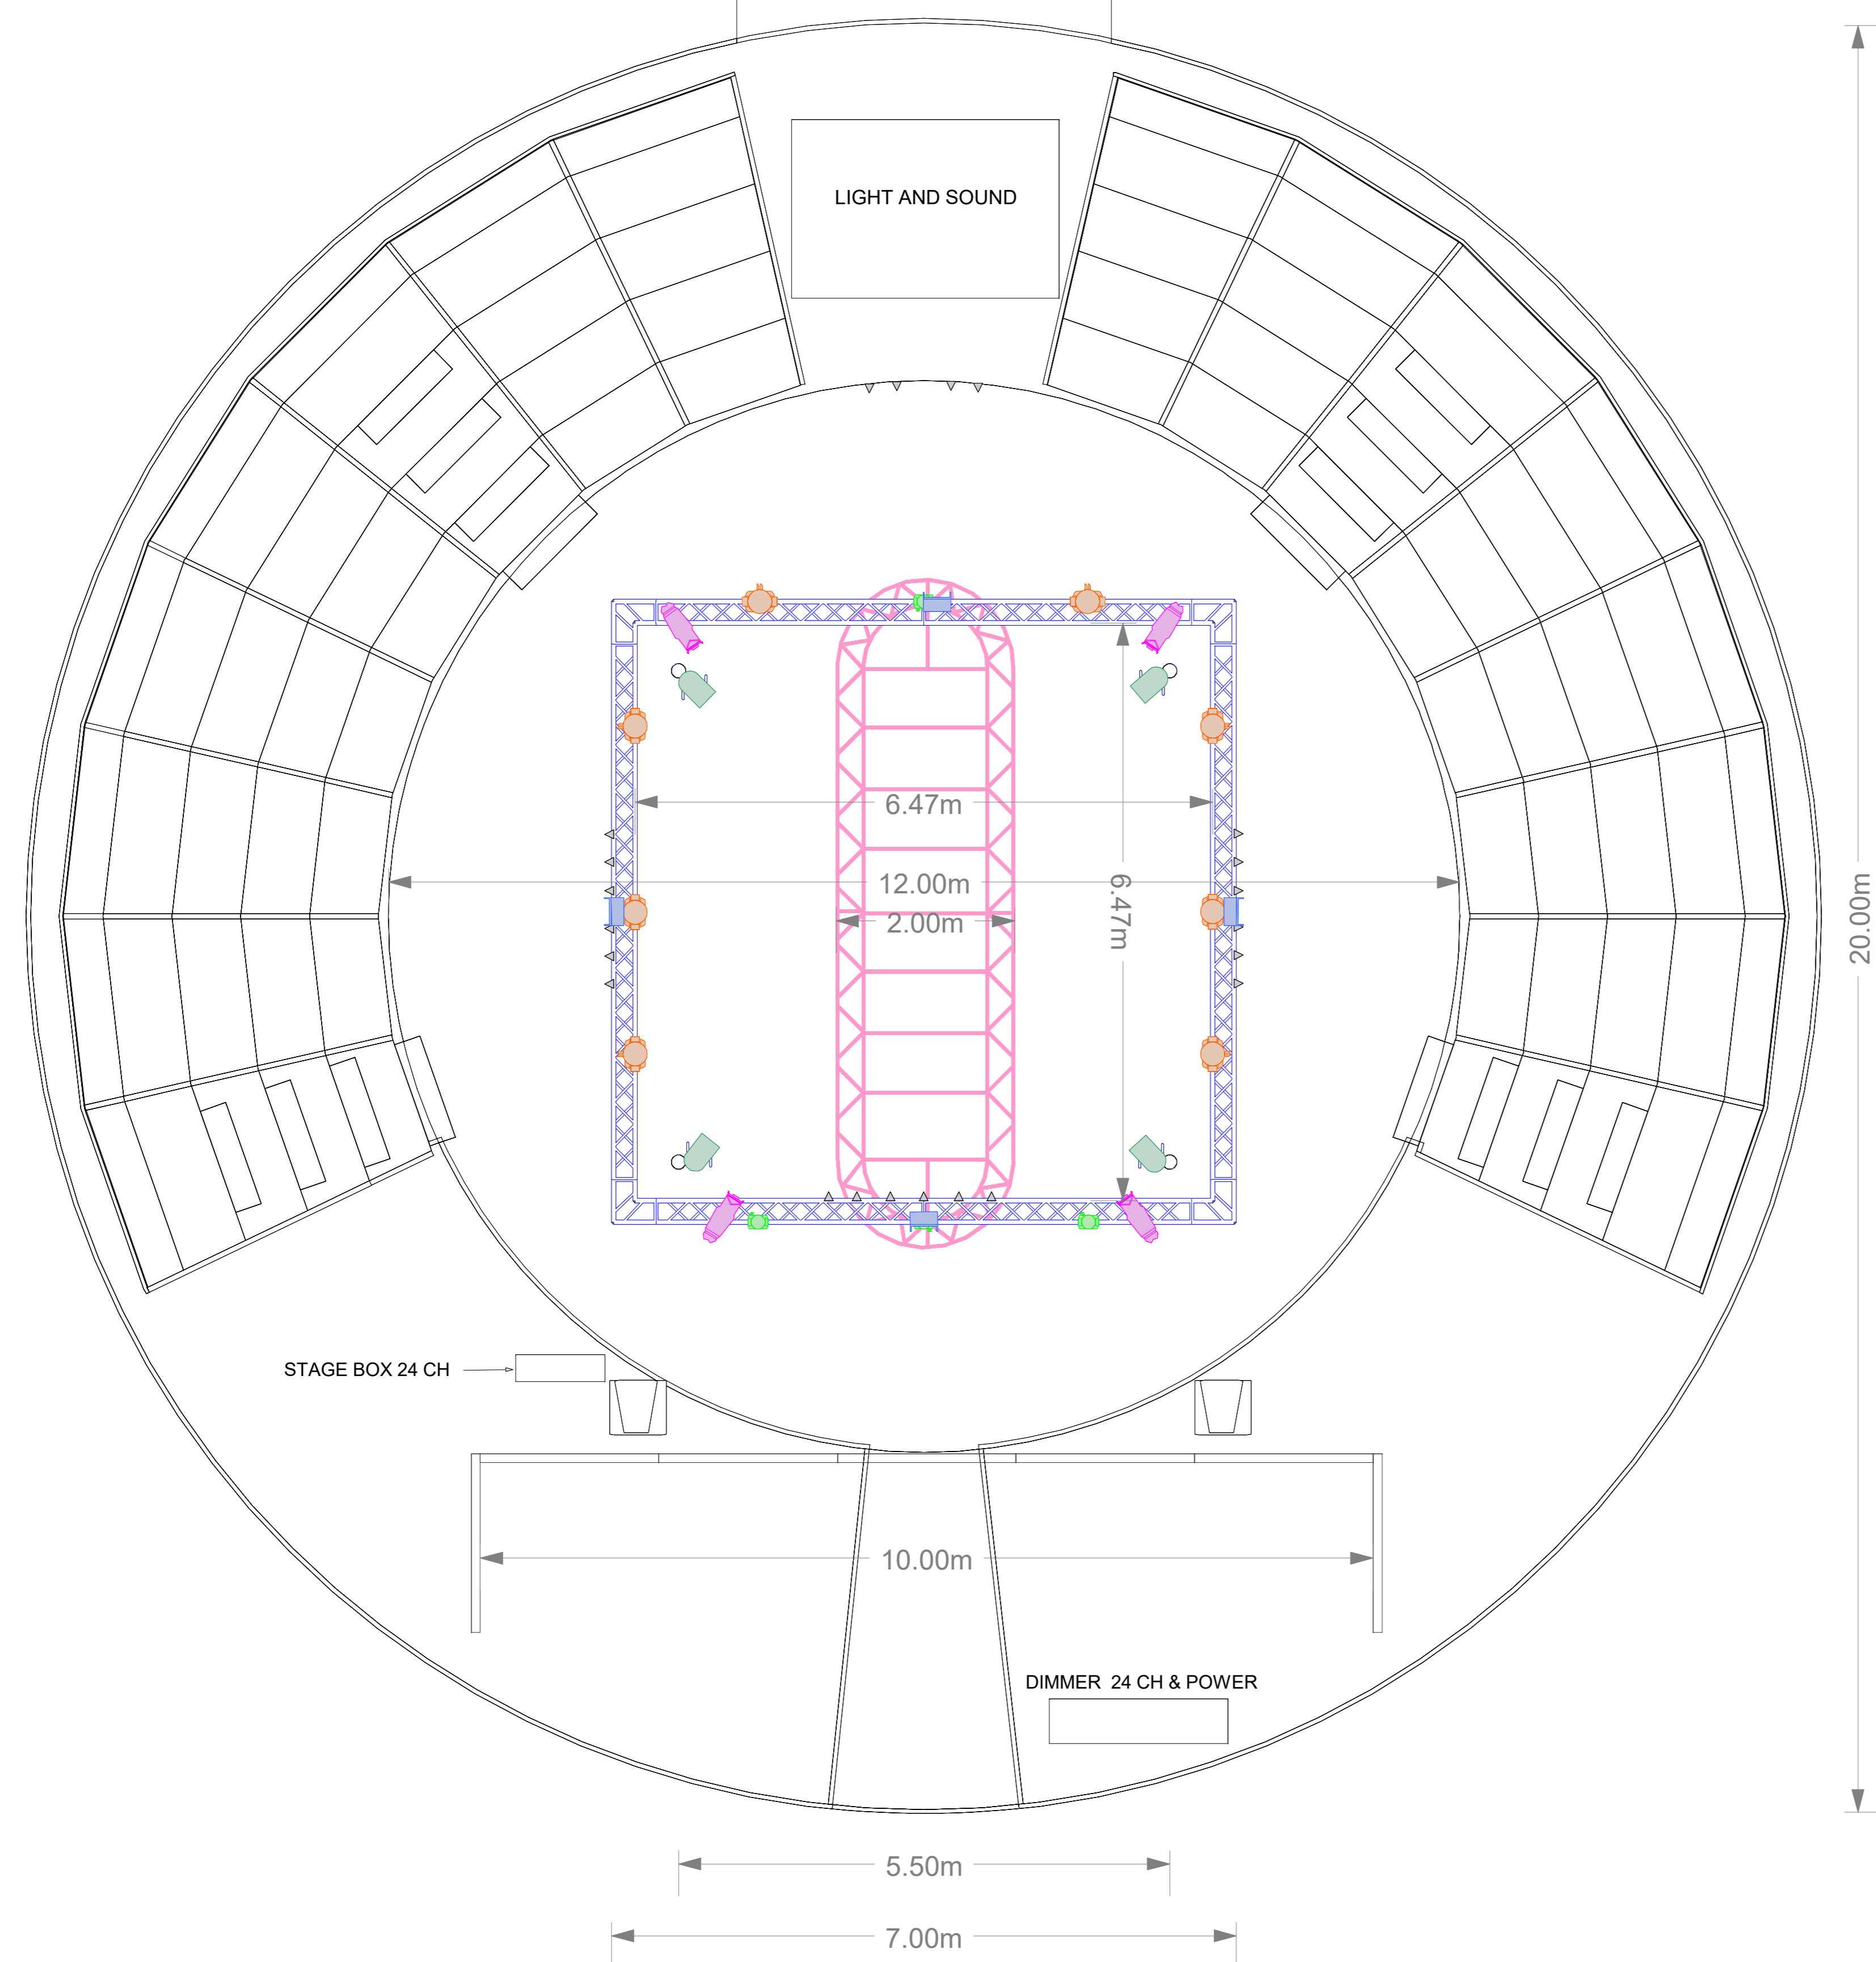 LIGHT AND SOUND
6.47m
12.00m
6.47m
2.00m
20.00m
STAGE BOX 24 CH
10.00m
DIMMER  24 CH & POWER
5.50m
7.00m